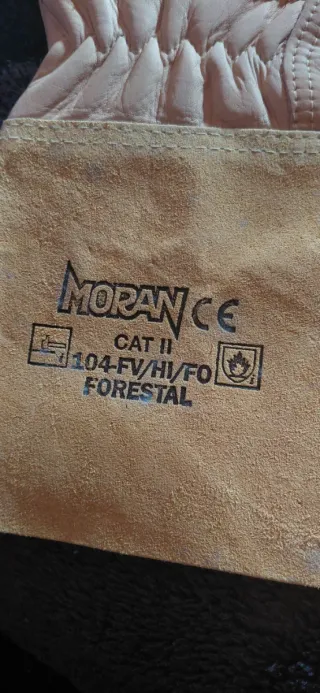 MORAN CE
CAT II
104-FV/HI/FO
FORESTAL